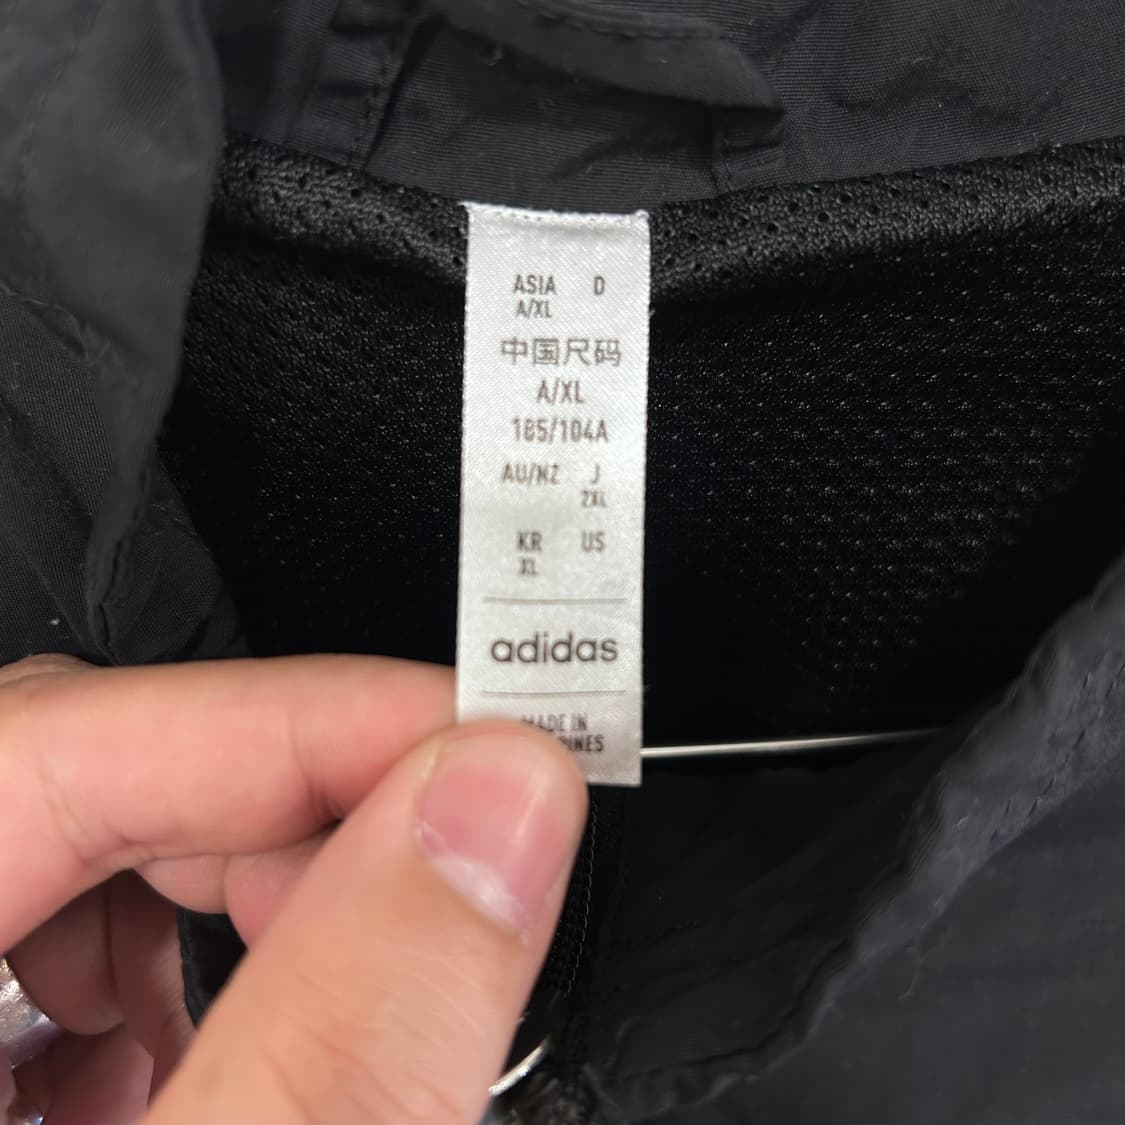 ASIA D
A/XL
中国尺码
A/XL
185/104A
AU/NZ J
2XL
KR US
XL
adidas
MADE IN